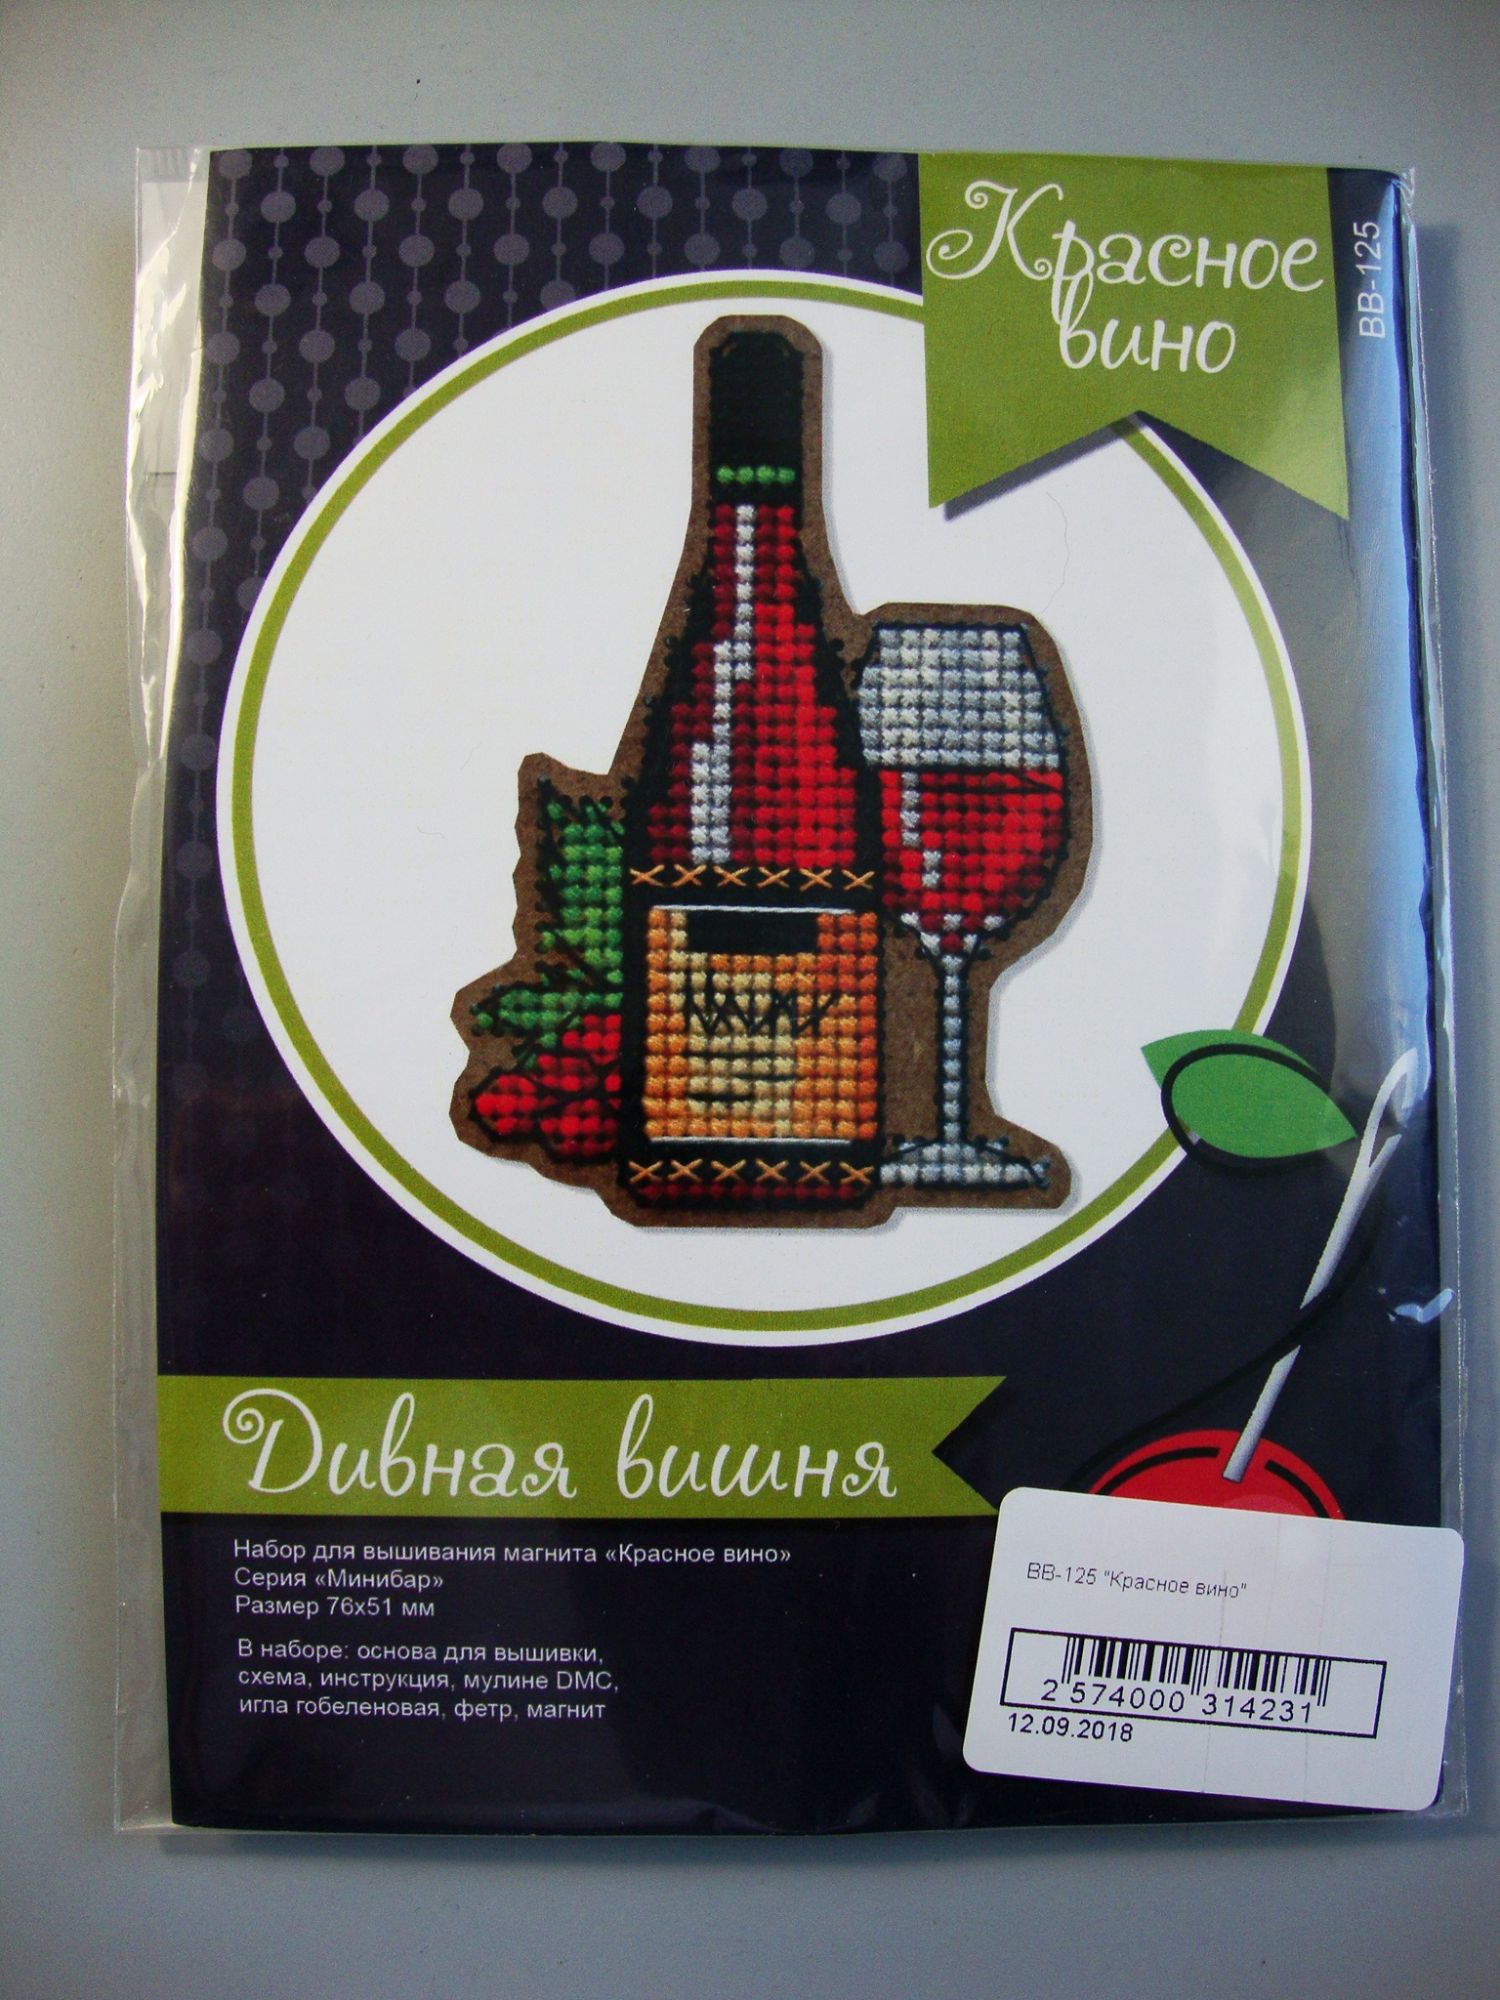 Красное
вино
ВВ-125
Дивная вишня
Набор для вышивания магнита «Красное вино»
Серия «Минибар»
Размер 76х51 мм
В наборе: основа для вышивки,
схема, инструкция, мулине DMC,
игла гобеленовая, фетр, магнит
ВВ-125 "Красное вино"
2 574000 314231
12.09.2018